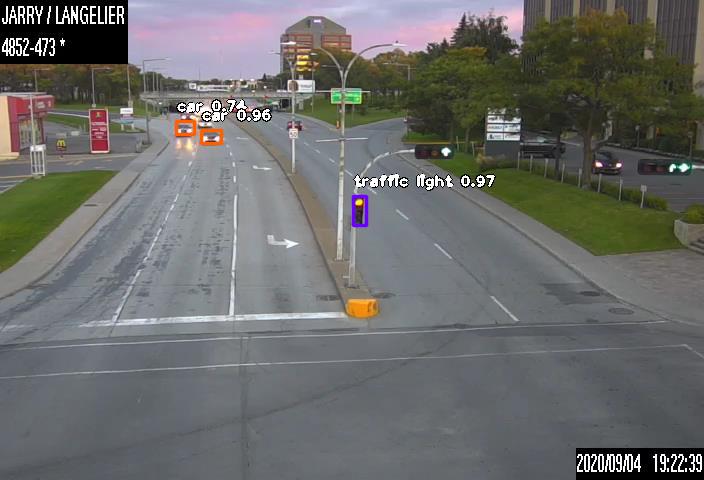 JARRY / LANGELIER
4852-473 *
car 0.74
car 0.96
traffic light 0.97
2020/09/04 19:22:39